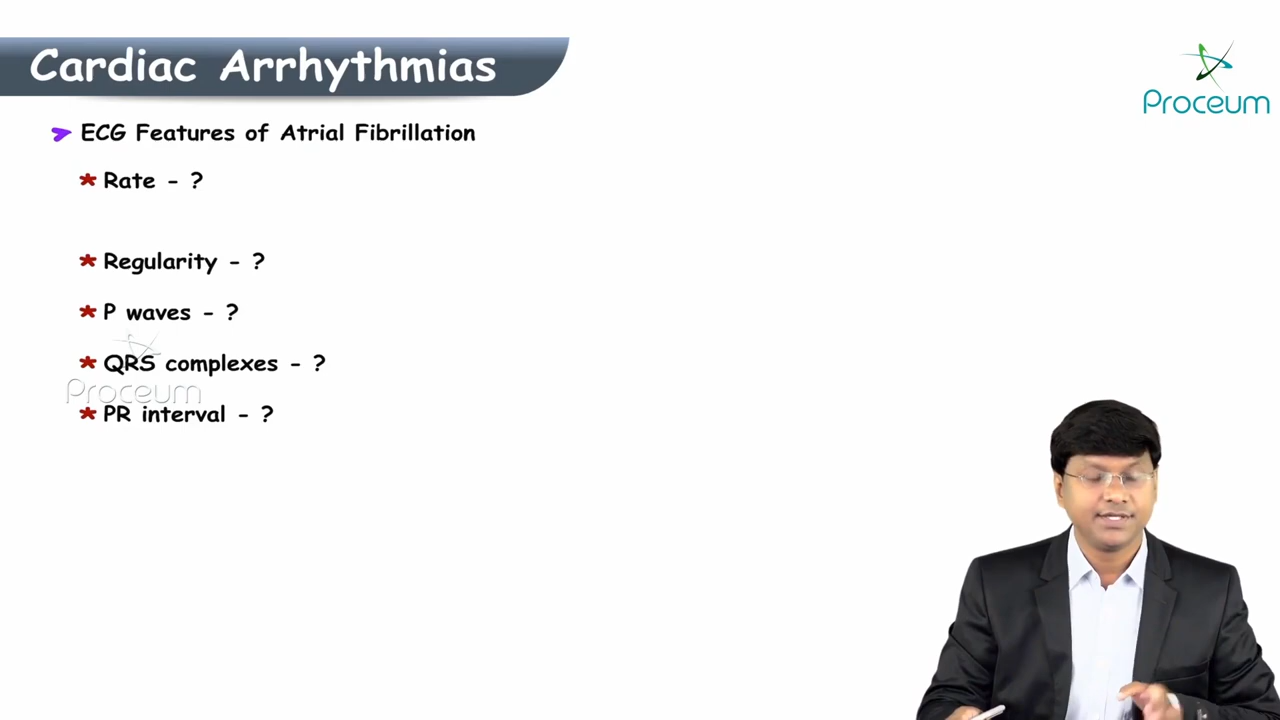 Cardiac Arrhythmias
Proceum
ECG Features of Atrial Fibrillation
Rate - ?
Regularity - ?
P waves - ?
QRS complexes - ?
Proceum
PR interval - ?